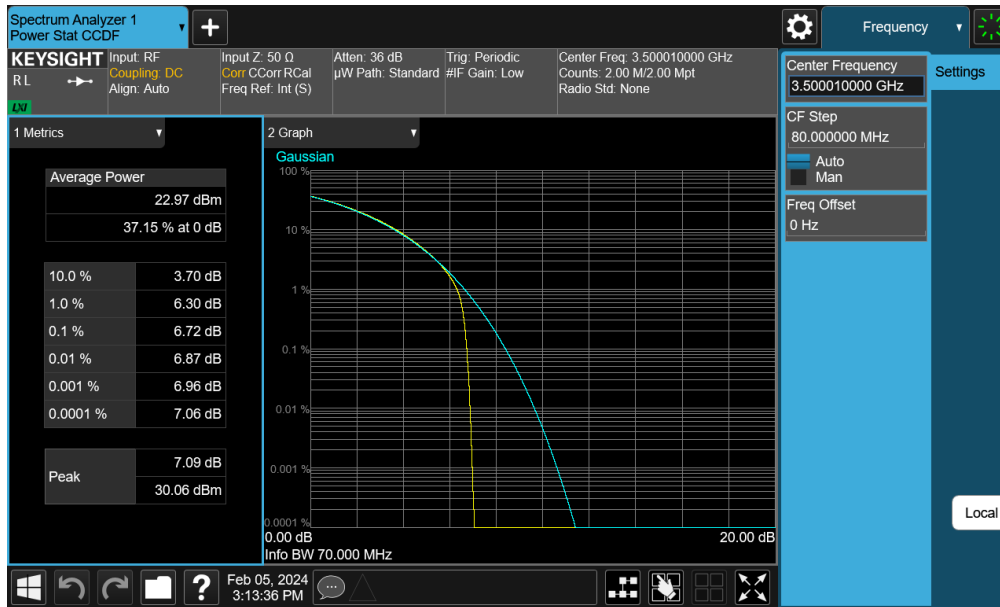 Spectrum Analyzer 1
Power Stat CCDF
Frequency
KEYSIGHT
R L
LXI
Input: RF
Coupling: DC
Align: Auto
Input Z: 50 Ω
Corr CCorr RCal
Freq Ref: Int (S)
Atten: 36 dB
µW Path: Standard
Trig: Periodic
#IF Gain: Low
Center Freq: 3.500010000 GHz
Counts: 2.00 M/2.00 Mpt
Radio Std: None
Center Frequency
3.500010000 GHz
Settings
CF Step
80.000000 MHz
Auto
Man
Freq Offset
0 Hz
1 Metrics
Average Power
22.97 dBm
37.15 % at 0 dB
10.0 % 3.70 dB
1.0 % 6.30 dB
0.1 % 6.72 dB
0.01 % 6.87 dB
0.001 % 6.96 dB
0.0001 % 7.06 dB
Peak
7.09 dB
30.06 dBm
2 Graph
Gaussian
100 %
10 %
1 %
0.1 %
0.01 %
0.001 %
0.0001 %
0.00 dB
20.00 dB
Info BW 70.000 MHz
Local
?
Feb 05, 2024
3:13:36 PM